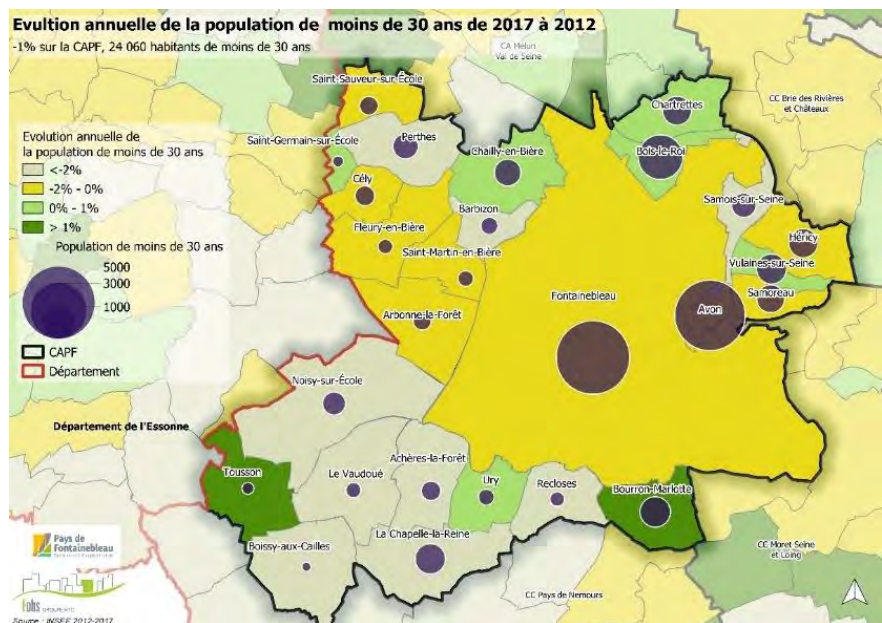 Evultion annuelle de la population de moins de 30 ans de 2017 à 2012
-1% sur la CAPF, 24 060 habitants de moins de 30 ans
CA Melun
Val de Seine
CC Brie des Rivières
et Châteaux
Saint-Sauveur-sur-École
Chartrettes
Saint-Germain-sur-École
Perthes
Chailly-en-Bière
Bois-le-Roi
Evolution annuelle de
la population de moins de 30 ans
<-2%
-2% - 0%
0% - 1%
> 1%
Population de moins de 30 ans
5000
3000
1000
CAPF
Département
Cély
Barbizon
Samois-sur-Seine
Fleury-en-Bière
Saint-Martin-en-Bière
Héricy
Vulaines-sur-Seine
Samoreau
Fontainebleau
Avon
Arbonne-la-Forêt
Noisy-sur-École
Département de l'Essonne
Tousson
Le Vaudoué
Achères-la-Forêt
Ury
Recloses
Bourron-Marlotte
La Chapelle-la-Reine
Boissy-aux-Cailles
CC Moret Seine
et Loing
CC Pays de Nemours
Pays de
Fontainebleau
Eohs
Source : INSEE 2012-2017